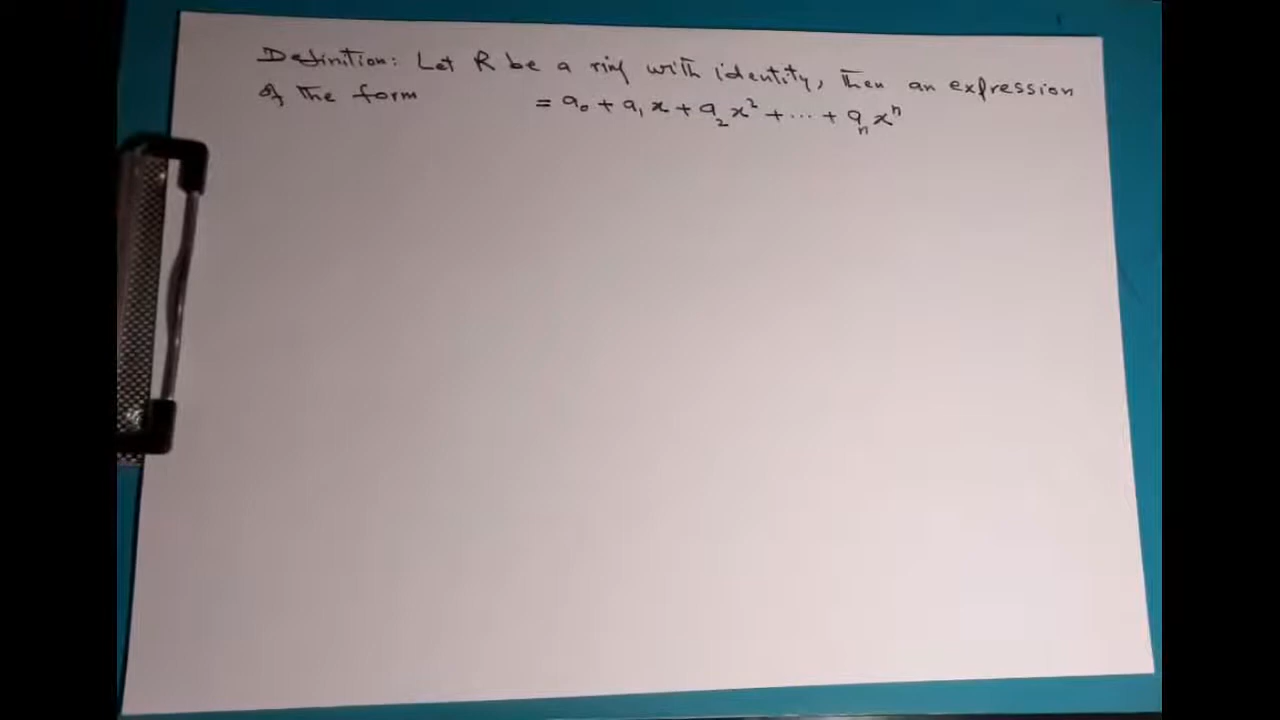 Definition: Let R be a ring with identity, then an expression
of the form = a₀ + a₁x + a₂x² + ... + aₙxⁿ